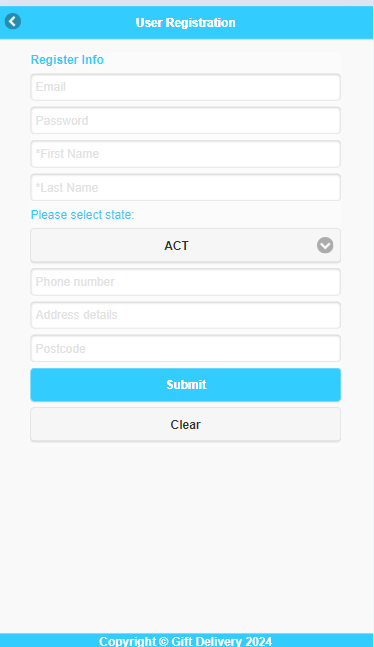 User Registration
Register Info
Email
Password
*First Name
*Last Name
Please select state:
ACT
Phone number
Address details
Postcode
Submit
Clear
Copyright © Gift Delivery 2024